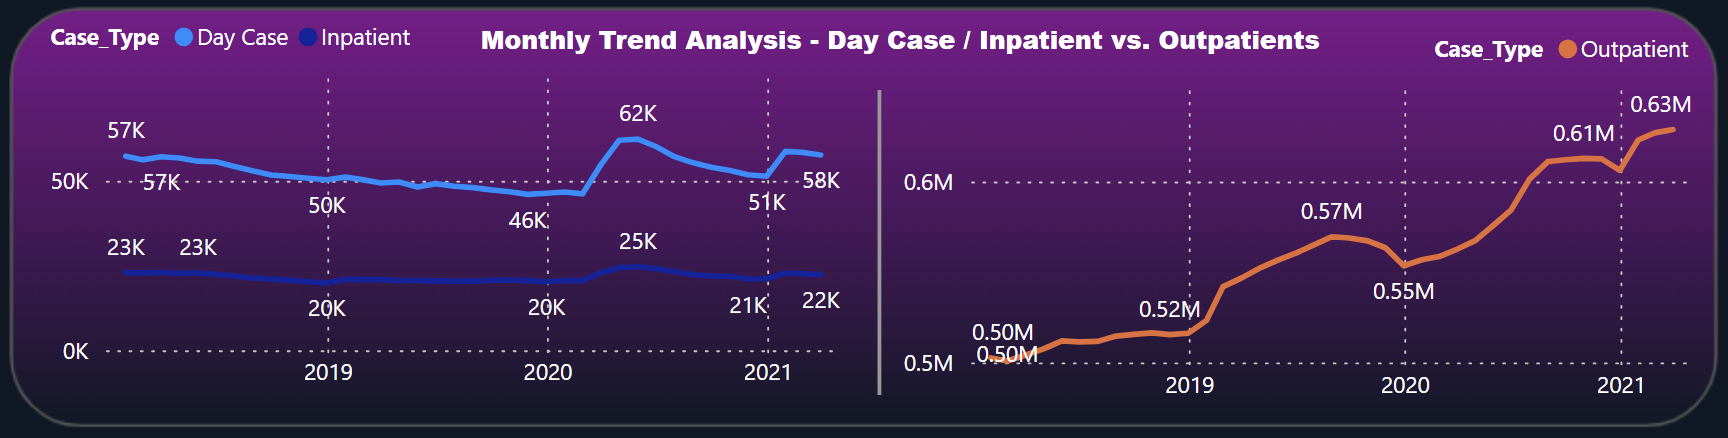 Case_Type Day Case Inpatient
Monthly Trend Analysis - Day Case / Inpatient vs. Outpatients
Case_Type Outpatient
57K
57K
50K
50K
46K
62K
51K
58K
23K
23K
20K
20K
25K
21K
22K
0K
2019
2020
2021
0.63M
0.61M
0.6M
0.57M
0.55M
0.52M
0.50M
0.50M
0.5M
2019
2020
2021